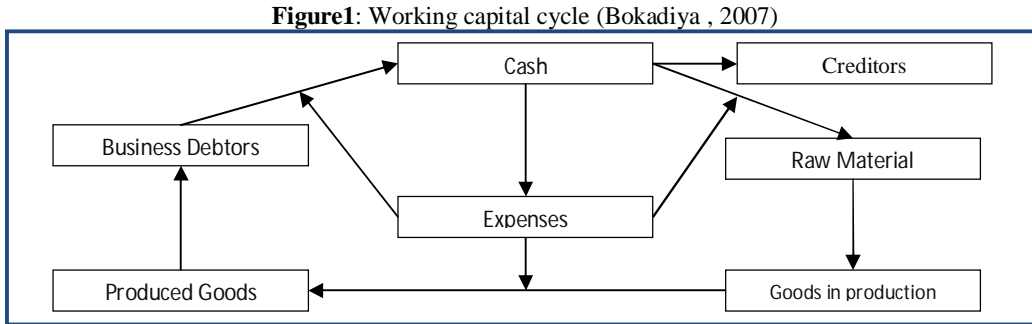 Figure1: Working capital cycle (Bokadiya , 2007)
Cash
Creditors
Business Debtors
Raw Material
Expenses
Produced Goods
Goods in production